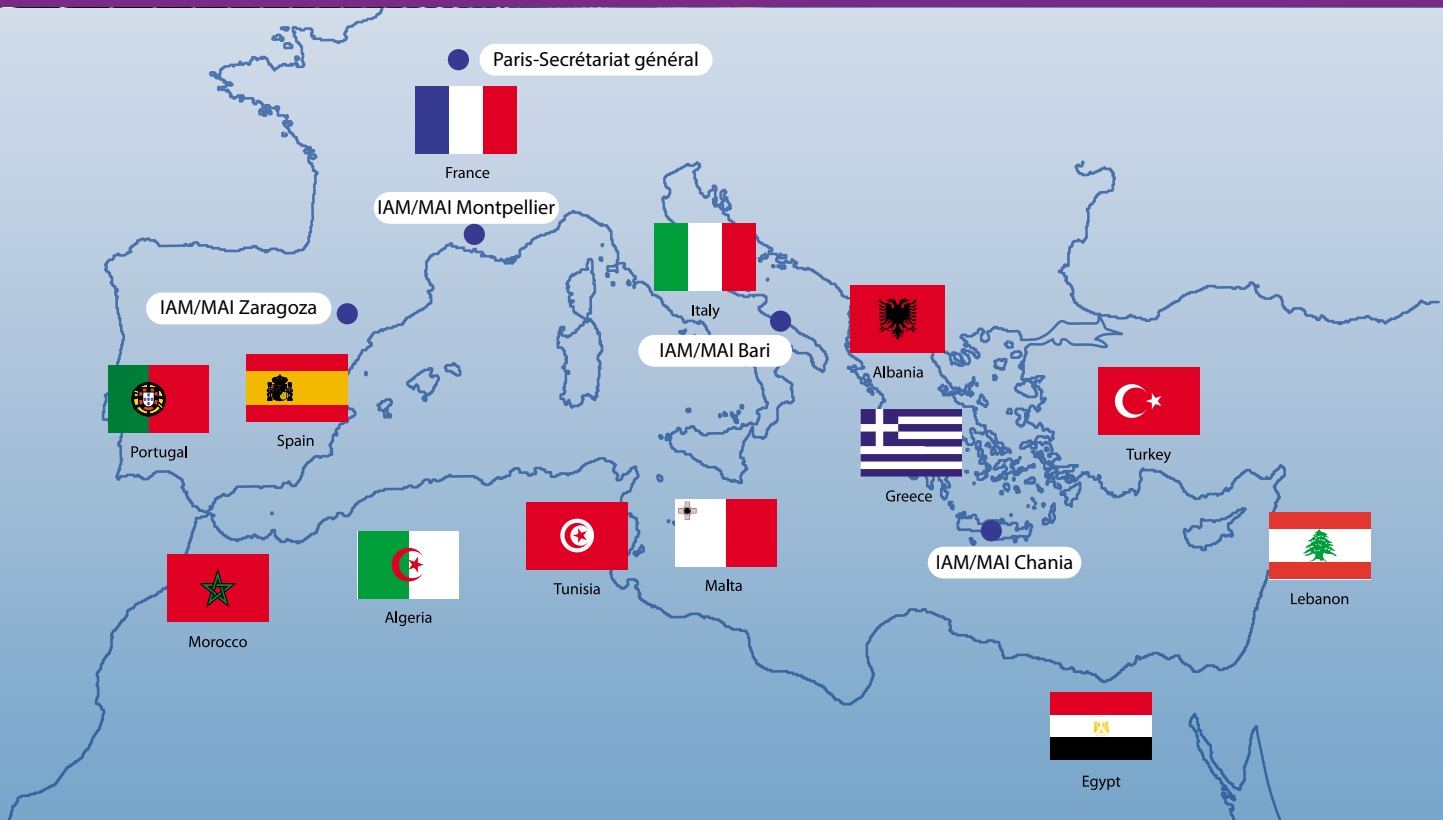 Paris-Secrétariat général
France
IAM/MAI Montpellier
IAM/MAI Zaragoza
Italy
IAM/MAI Bari
Albania
Portugal
Spain
Turkey
Greece
IAM/MAI Chania
Tunisia
Malta
Algeria
Lebanon
Morocco
Egypt